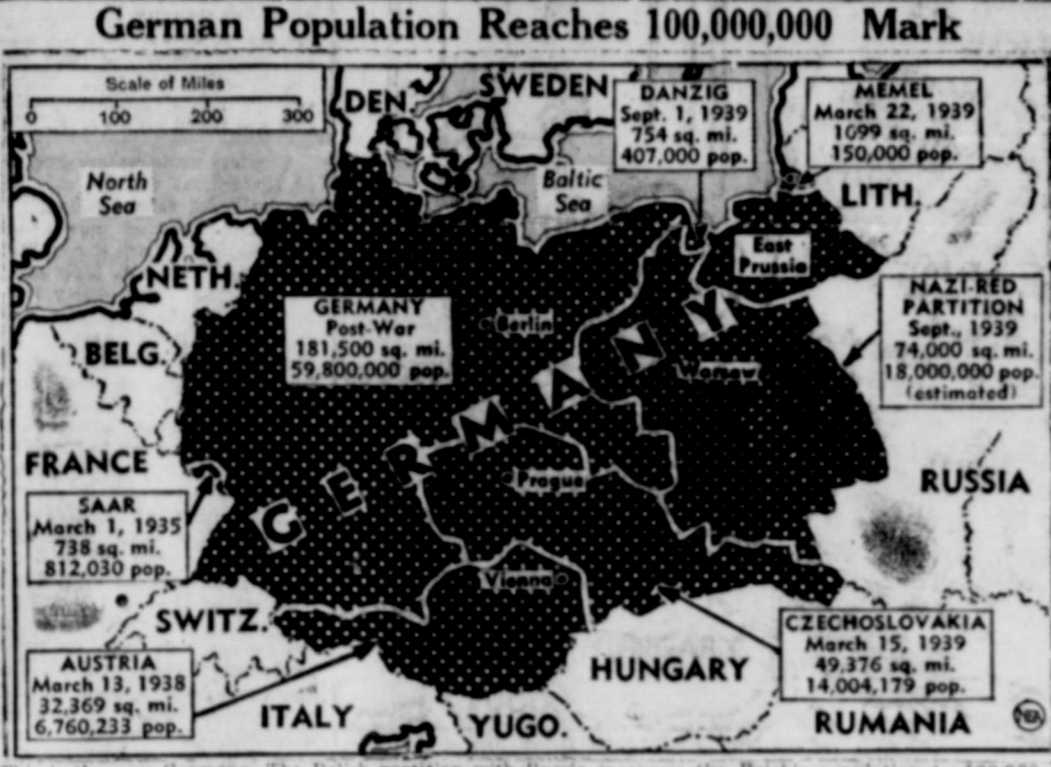 German Population Reaches 100,000,000 Mark
Scale of Miles
0 100 200 300
DEN.
SWEDEN
DANZIG
Sept. 1, 1939
754 sq. mi.
407,000 pop.
MEMEL
March 22, 1939
1099 sq. mi.
150,000 pop.
North
Sea
Baltic
Sea
LITH.
East
Prussia
NETH.
GERMANY
Post-War
181,500 sq. mi.
59,800,000 pop.
Berlin
NAZI-RED
PARTITION
Sept., 1939
74,000 sq. mi.
18,000,000 pop.
(estimated)
BELG.
Warsaw
GERMANY
FRANCE
Prague
RUSSIA
SAAR
March 1, 1935
738 sq. mi.
812,030 pop.
Vienna
SWITZ.
CZECHOSLOVAKIA
March 15, 1939
49,376 sq. mi.
14,004,179 pop.
AUSTRIA
March 13, 1938
32,369 sq. mi.
6,760,233 pop.
HUNGARY
ITALY
YUGO.
RUMANIA
NEA